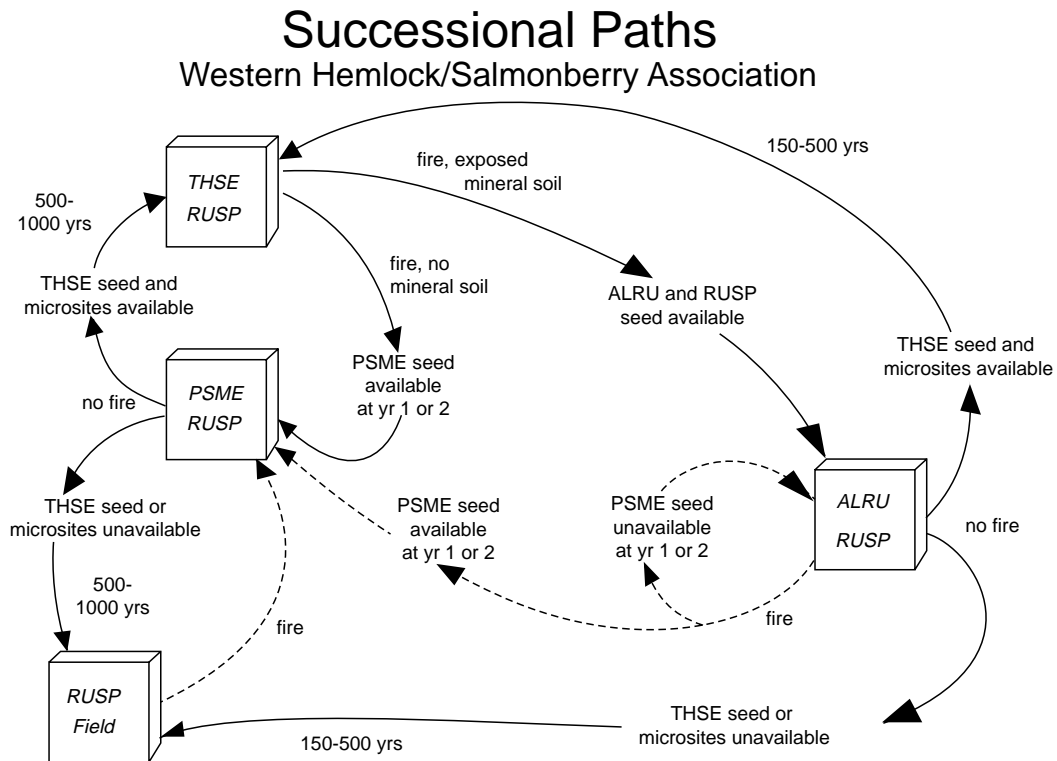 Successional Paths
Western Hemlock/Salmonberry Association
THSE
RUSP
fire, exposed
mineral soil
150-500 yrs
500-
1000 yrs
fire, no
mineral soil
THSE seed and
microsites available
ALRU and RUSP
seed available
THSE seed and
microsites available
PSME seed
available
at yr 1 or 2
no fire
PSME
RUSP
THSE seed or
microsites unavailable
PSME seed
available
at yr 1 or 2
PSME seed
unavailable
at yr 1 or 2
ALRU
RUSP
no fire
500-
1000 yrs
fire
fire
RUSP
Field
150-500 yrs
THSE seed or
microsites unavailable